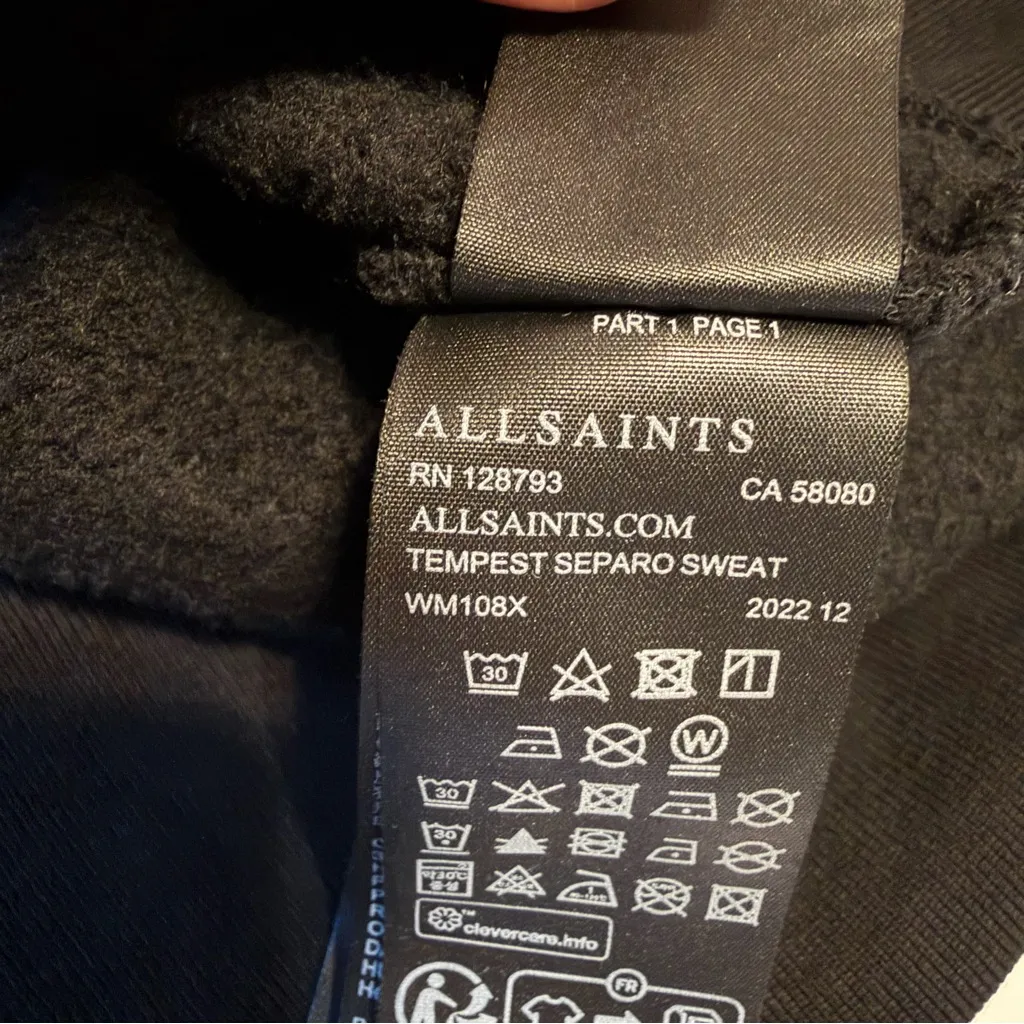 PART 1 PAGE 1
ALLSAINTS
RN 128793 CA 58080
ALLSAINTS.COM
TEMPEST SEPARO SWEAT
WM108X 2022 12
30
W
30
30
clevercare.info
FR